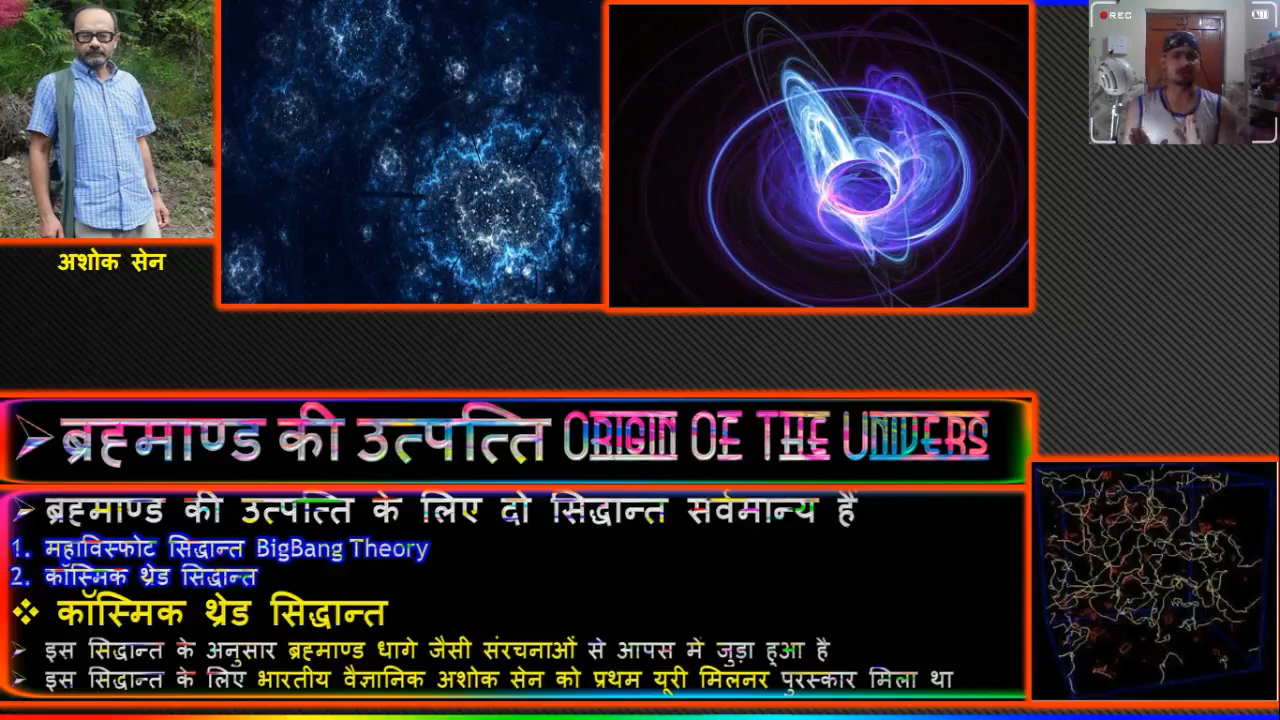 REC
अशोक सेन
ब्रह्माण्ड की उत्पत्ति ORIGIN OF THE UNIVERS
ब्रह्माण्ड की उत्पत्ति के लिए दो सिद्धान्त सर्वमान्य हैं
1. महाविस्फोट सिद्धान्त BigBang Theory
2. कॉस्मिक थ्रेड सिद्धान्त
कॉस्मिक थ्रेड सिद्धान्त
इस सिद्धान्त के अनुसार ब्रह्माण्ड धागे जैसी संरचनाओं से आपस में जुड़ा हुआ है
इस सिद्धान्त के लिए भारतीय वैज्ञानिक अशोक सेन को प्रथम यूरी मिलनर पुरस्कार मिला था